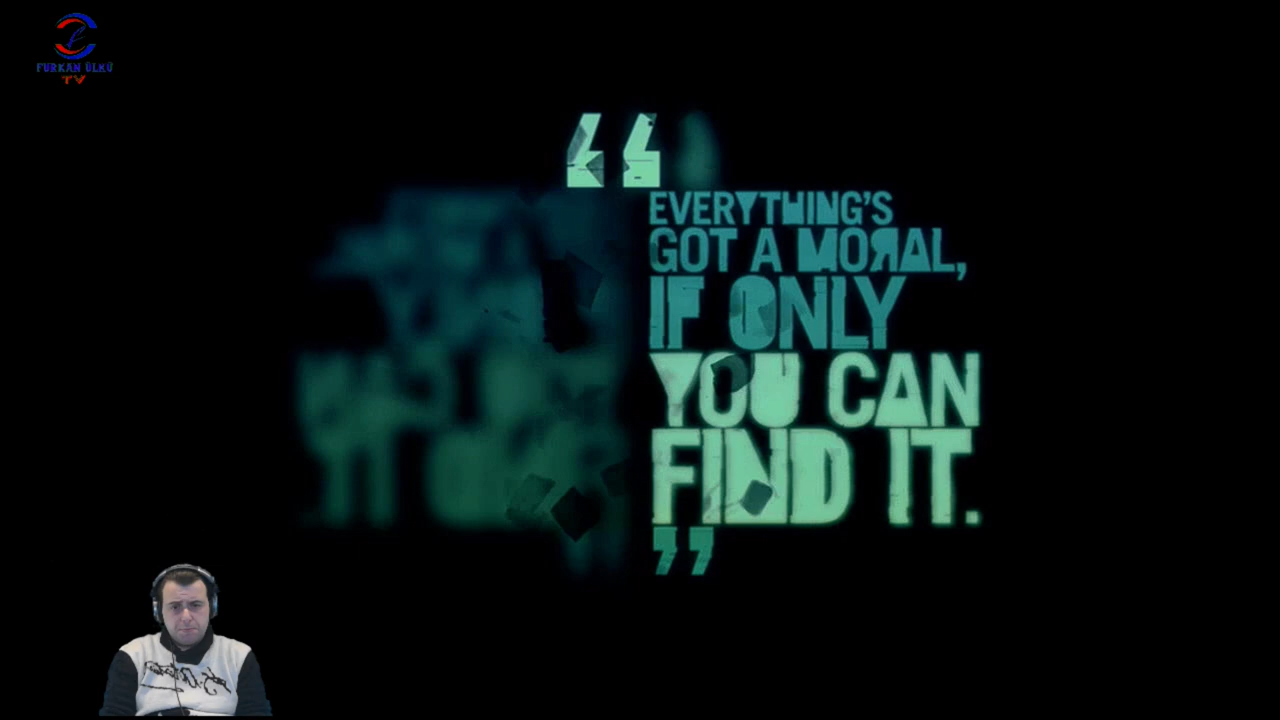 FURKAN ÜLKÜ
TV
“
EVERYTHING'S
GOT A MORAL,
IF ONLY
YOU CAN
FIND IT.
”